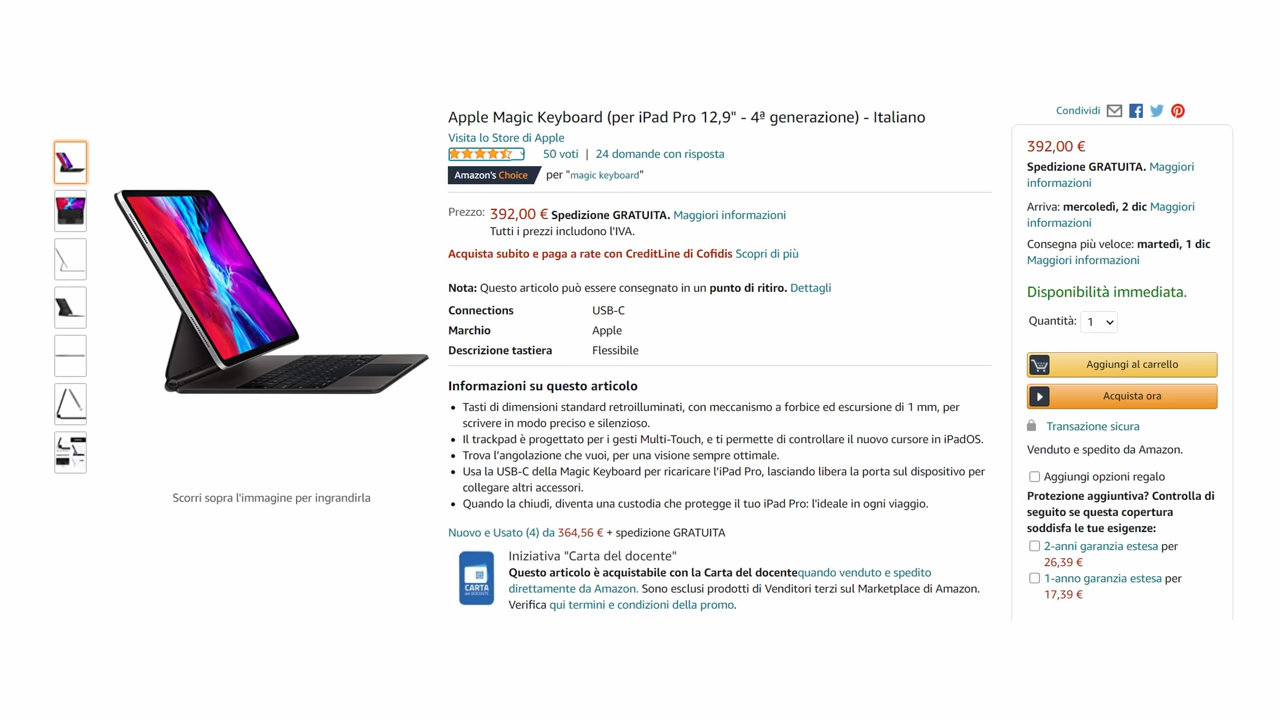 Apple Magic Keyboard (per iPad Pro 12,9" - 4ª generazione) - Italiano
Visita lo Store di Apple
50 voti | 24 domande con risposta
Amazon's Choice per "magic keyboard"
Prezzo: 392,00 € Spedizione GRATUITA. Maggiori informazioni
Tutti i prezzi includono l'IVA.
Acquista subito e paga a rate con CreditLine di Cofidis Scopri di più
Nota: Questo articolo può essere consegnato in un punto di ritiro. Dettagli
Connections USB-C
Marchio Apple
Descrizione tastiera Flessibile
Informazioni su questo articolo
• Tasti di dimensioni standard retroilluminati, con meccanismo a forbice ed escursione di 1 mm, per
scrivere in modo preciso e silenzioso.
• Il trackpad è progettato per i gesti Multi-Touch, e ti permette di controllare il nuovo cursore in iPadOS.
• Trova l'angolazione che vuoi, per una visione sempre ottimale.
• Usa la USB-C della Magic Keyboard per ricaricare l'iPad Pro, lasciando libera la porta sul dispositivo per
collegare altri accessori.
• Quando la chiudi, diventa una custodia che protegge il tuo iPad Pro: l'ideale in ogni viaggio.
Scorri sopra l'immagine per ingrandirla
Nuovo e Usato (4) da 364,56 € + spedizione GRATUITA
CARTA
Iniziativa "Carta del docente"
Questo articolo è acquistabile con la Carta del docentequando venduto e spedito
direttamente da Amazon. Sono esclusi prodotti di Venditori terzi sul Marketplace di Amazon.
Verifica qui termini e condizioni della promo.
Condividi
392,00 €
Spedizione GRATUITA. Maggiori
informazioni
Arriva: mercoledì, 2 dic Maggiori
informazioni
Consegna più veloce: martedì, 1 dic
Maggiori informazioni
Disponibilità immediata.
Quantità: 1
Aggiungi al carrello
Acquista ora
Transazione sicura
Venduto e spedito da Amazon.
Aggiungi opzioni regalo
Protezione aggiuntiva? Controlla di
seguito se questa copertura
soddisfa le tue esigenze:
2-anni garanzia estesa per
26,39 €
1-anno garanzia estesa per
17,39 €